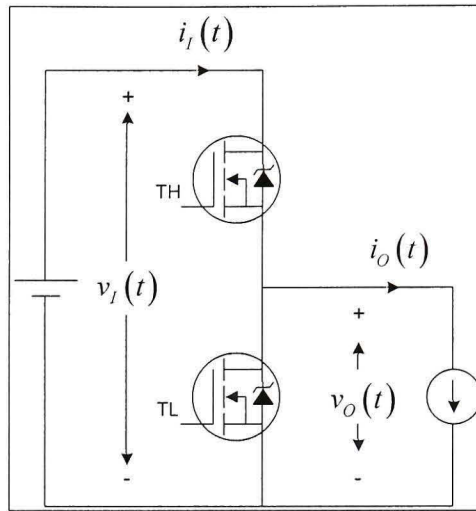 i_I(t)
+
TH
v_I(t)
i_O(t)
+
TL
v_O(t)
-
-